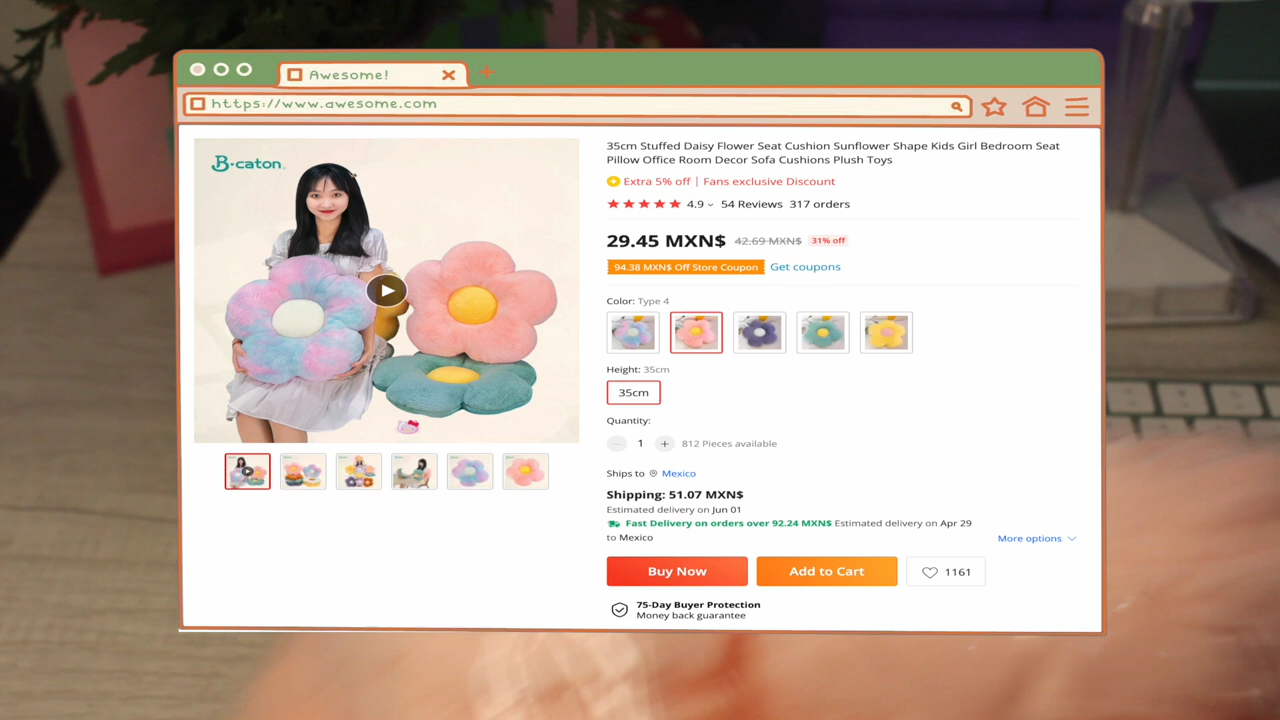 Awesome!
https://www.awesome.com
B·caton
35cm Stuffed Daisy Flower Seat Cushion Sunflower Shape Kids Girl Bedroom Seat
Pillow Office Room Decor Sofa Cushions Plush Toys
Extra 5% off | Fans exclusive Discount
4.9 54 Reviews 317 orders
29.45 MXN$ 42.69 MXN$ 31% off
94.38 MXN$ Off Store Coupon Get coupons
Color: Type 4
Height: 35cm
35cm
Quantity:
1 812 Pieces available
Ships to Mexico
Shipping: 51.07 MXN$
Estimated delivery on Jun 01
Fast Delivery on orders over 92.24 MXN$ Estimated delivery on Apr 29
to Mexico
More options
Buy Now Add to Cart 1161
75-Day Buyer Protection
Money back guarantee